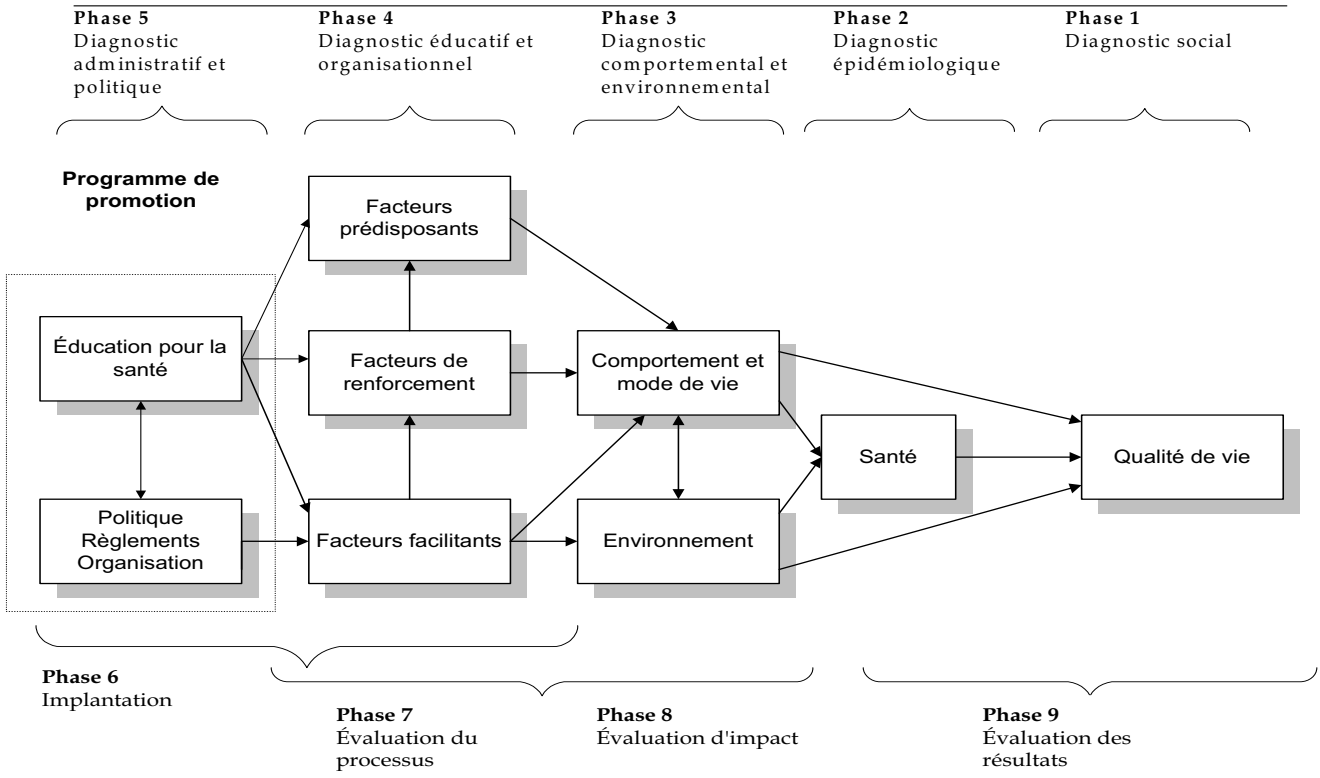 Phase 5
Diagnostic
administratif et
politique
Phase 4
Diagnostic éducatif et
organisationnel
Phase 3
Diagnostic
comportemental et
environnemental
Phase 2
Diagnostic
épidémiologique
Phase 1
Diagnostic social
Programme de
promotion
Facteurs
prédisposants
Éducation pour la
santé
Facteurs de
renforcement
Comportement et
mode de vie
Santé
Qualité de vie
Politique
Règlements
Organisation
Facteurs facilitants
Environnement
Phase 6
Implantation
Phase 7
Évaluation du
processus
Phase 8
Évaluation d'impact
Phase 9
Évaluation des
résultats